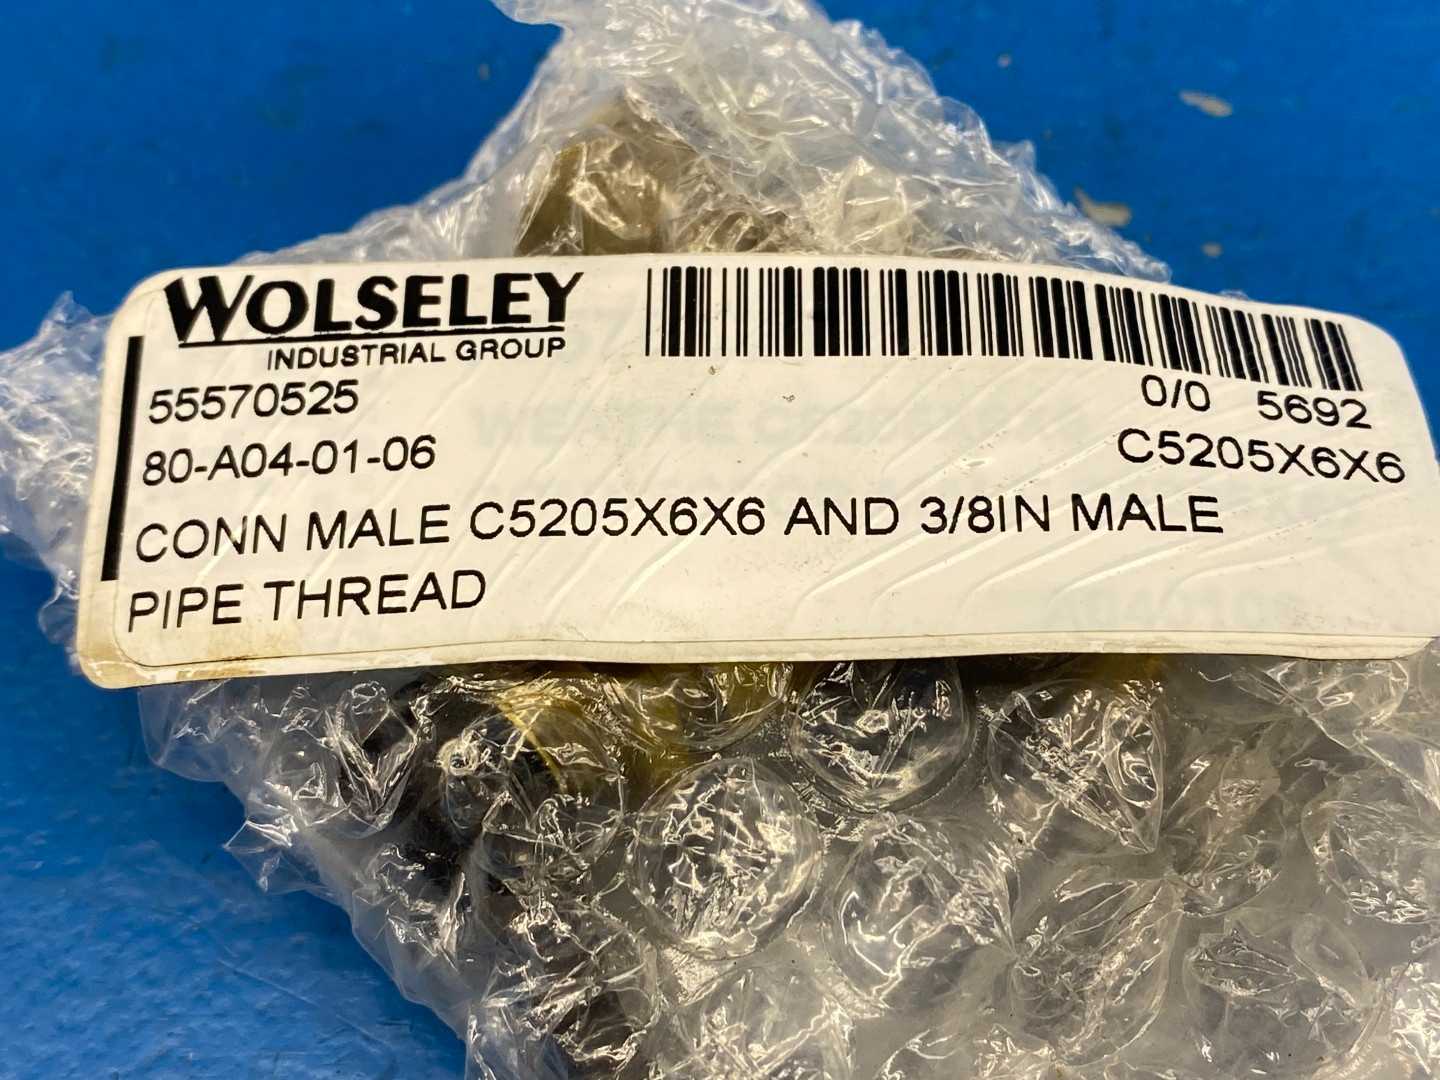 WOLSELEY
INDUSTRIAL GROUP
55570525
0/0 5692
80-A04-01-06
C5205X6X6
CONN MALE C5205X6X6 AND 3/8IN MALE
PIPE THREAD